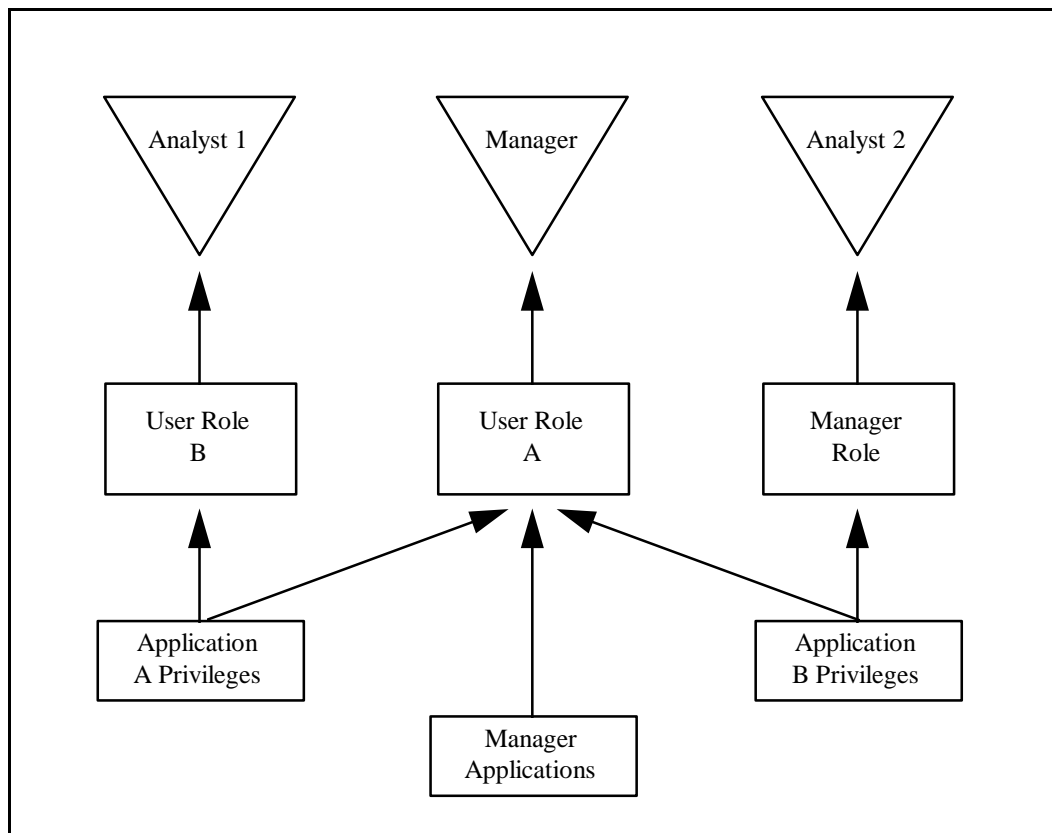 Analyst 1
Manager
Analyst 2
User Role
B
User Role
A
Manager
Role
Application
A Privileges
Application
B Privileges
Manager
Applications